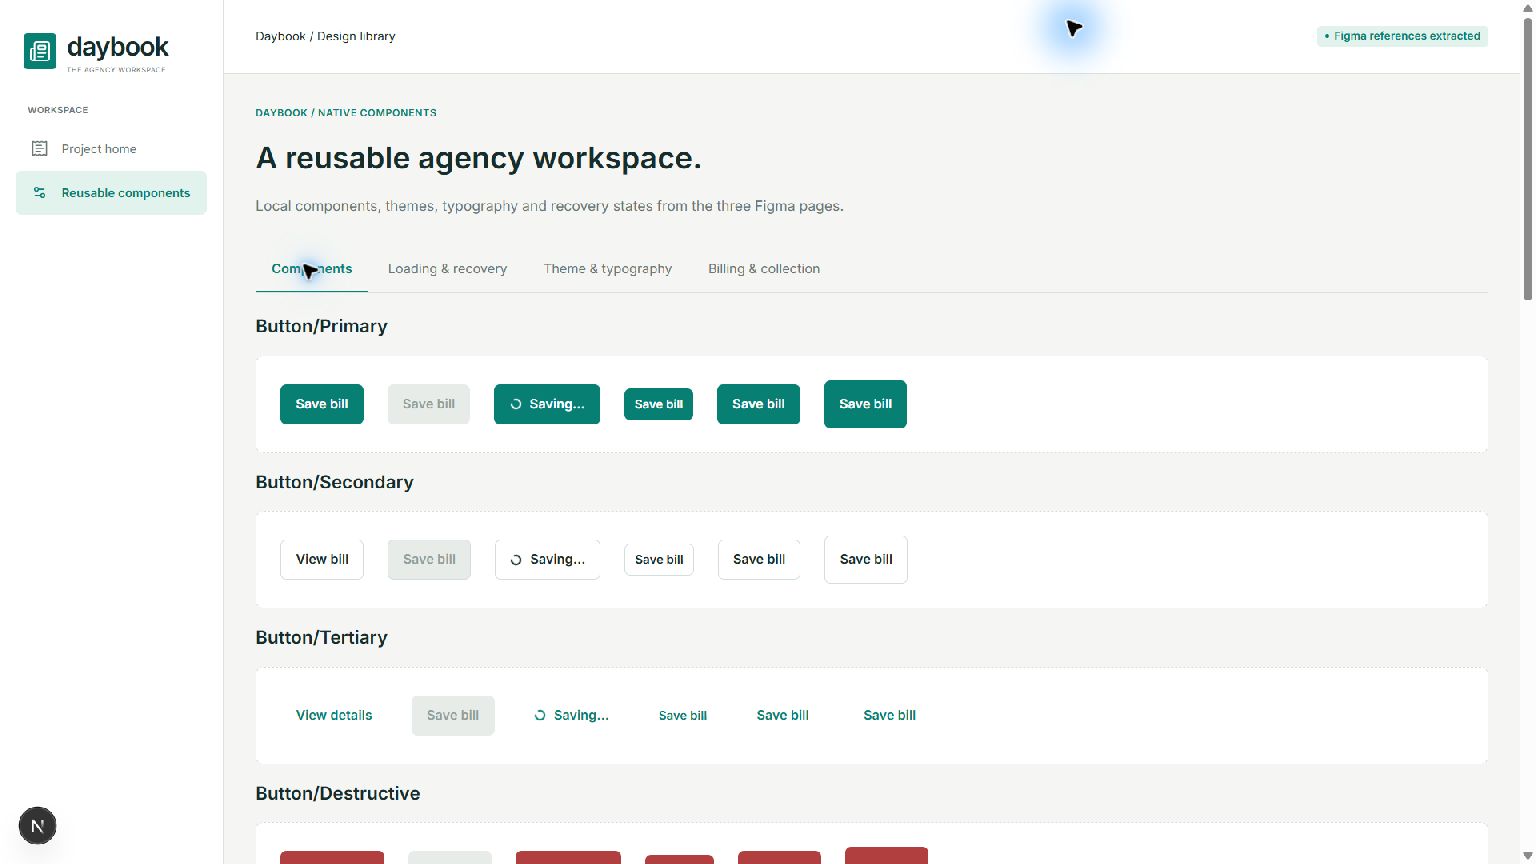 daybook
THE AGENCY WORKSPACE
WORKSPACE
Project home
Reusable components
Daybook / Design library
• Figma references extracted
DAYBOOK / NATIVE COMPONENTS
A reusable agency workspace.
Local components, themes, typography and recovery states from the three Figma pages.
Components Loading & recovery Theme & typography Billing & collection
Button/Primary
Save bill Save bill Saving... Save bill Save bill Save bill
Button/Secondary
View bill Save bill Saving... Save bill Save bill Save bill
Button/Tertiary
View details Save bill Saving... Save bill Save bill Save bill
Button/Destructive
N